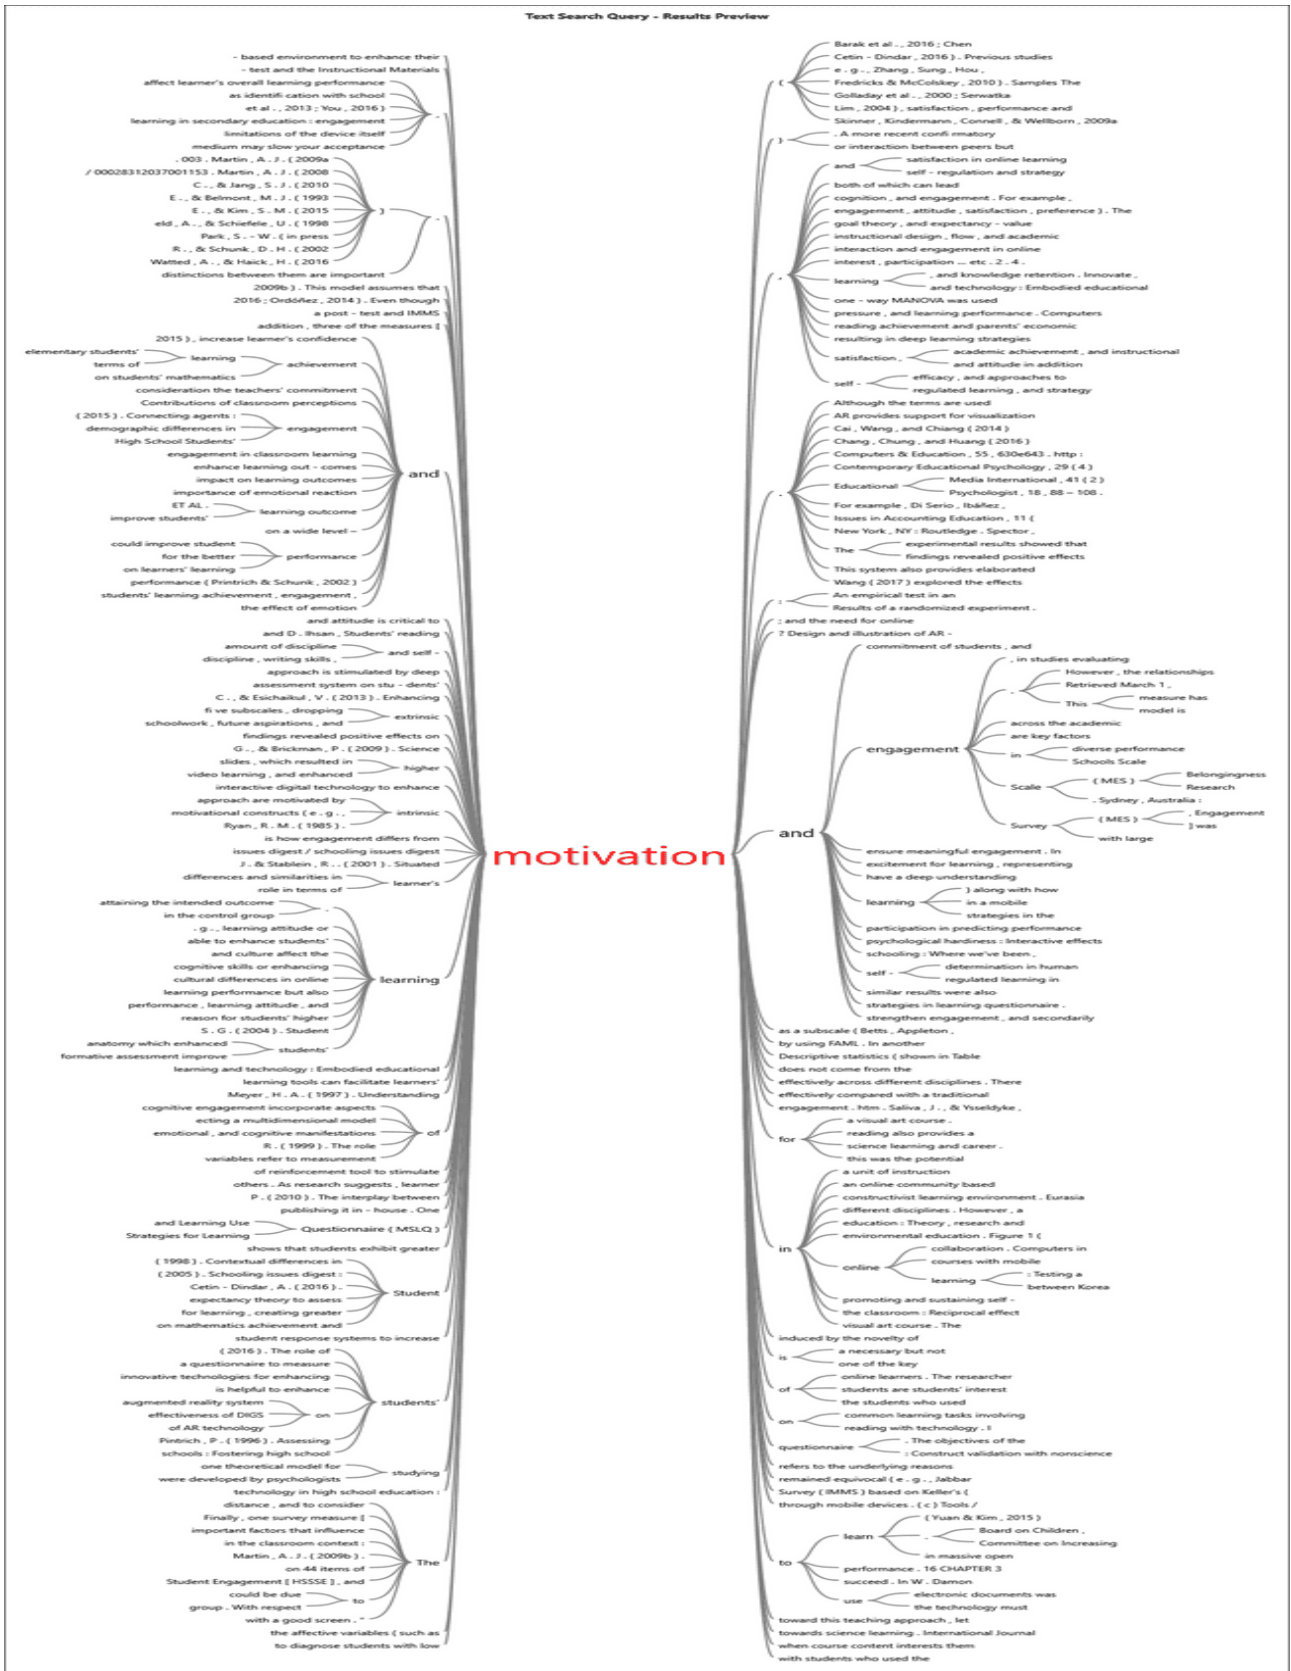 Text Search Query - Results Preview
- based environment to enhance their
- test and the Instructional Materials
affect learner's overall learning performance
as identifi cation with school
et al . , 2013 ; You , 2016 )
learning in secondary education : engagement
limitations of the device itself
medium may slow your acceptance
. 003 . Martin , A . J . ( 2009a
/ 00028312037001153 . Martin , A . J . ( 2008
C . , & Jang , S . J . ( 2010
E . , & Belmont , M . J . ( 1993
E . , & Kim , S . M . ( 2015
eld , A . , & Schiefele , U . ( 1998
Park , S . - W . ( in press
R . , & Schunk , D . H . ( 2002
Watted , A . , & Haick , H . ( 2016
)
distinctions between them are important
2009b ) . This model assumes that
2016 ; Ordóñez , 2014 ) . Even though
a post - test and IMMS
addition , three of the measures [
2015 ) , increase learner's confidence
elementary students'
terms of
learning
on students' mathematics
achievement
consideration the teachers' commitment
Contributions of classroom perceptions
( 2015 ) . Connecting agents :
demographic differences in
High School Students'
engagement
engagement in classroom learning
enhance learning out - comes
impact on learning outcomes
importance of emotional reaction
ET AL .
improve students'
learning outcome
on a wide level –
could improve student
for the better
on learners' learning
performance
performance ( Printrich & Schunk , 2002 )
students' learning achievement , engagement ,
the effect of emotion
and
and attitude is critical to
and D . Ihsan , Students' reading
amount of discipline
discipline , writing skills ,
and self -
approach is stimulated by deep
assessment system on stu - dents'
C . , & Esichaikul , V . ( 2013 ) . Enhancing
fi ve subscales , dropping
schoolwork , future aspirations , and
extrinsic
findings revealed positive effects on
G . , & Brickman , P . ( 2009 ) . Science
slides , which resulted in
video learning , and enhanced
higher
interactive digital technology to enhance
approach are motivated by
motivational constructs ( e . g . ,
Ryan , R . M . ( 1985 ) .
intrinsic
is how engagement differs from
issues digest / schooling issues digest
J . & Stablein , R . . ( 2001 ) . Situated
differences and similarities in
role in terms of
learner's
attaining the intended outcome
in the control group
. g . , learning attitude or
able to enhance students'
and culture affect the
cognitive skills or enhancing
cultural differences in online
learning performance but also
performance , learning attitude , and
reason for students' higher
S . G . ( 2004 ) . Student
anatomy which enhanced
formative assessment improve
students'
learning
learning and technology : Embodied educational
learning tools can facilitate learners'
Meyer , H . A . ( 1997 ) . Understanding
cognitive engagement incorporate aspects
ecting a multidimensional model
emotional , and cognitive manifestations
R . ( 1999 ) . The role
variables refer to measurement
of
of reinforcement tool to stimulate
others . As research suggests , learner
P . ( 2010 ) . The interplay between
publishing it in - house . One
and Learning Use
Strategies for Learning
Questionnaire ( MSLQ )
shows that students exhibit greater
( 1998 ) . Contextual differences in
( 2005 ) . Schooling issues digest :
Cetin - Dindar , A . ( 2016 ) .
expectancy theory to assess
for learning , creating greater
on mathematics achievement and
Student
student response systems to increase
( 2016 ) . The role of
a questionnaire to measure
innovative technologies for enhancing
is helpful to enhance
augmented reality system
effectiveness of DIGS
of AR technology
on
Pintrich , P . ( 1996 ) . Assessing
schools : Fostering high school
students'
one theoretical model for
were developed by psychologists
studying
technology in high school education :
distance , and to consider
Finally , one survey measure [
important factors that influence
in the classroom context :
Martin , A . J . ( 2009b ) .
on 44 items of
Student Engagement [ HSSSE ] , and
could be due
group . With respect
to
with a good screen . "
The
the affective variables ( such as
to diagnose students with low
motivation
(
Barak et al . , 2016 ; Chen
Cetin - Dindar , 2016 ) . Previous studies
e . g . , Zhang , Sung , Hou ,
Fredricks & McColskey , 2010 ) . Samples The
Golladay et al . , 2000 ; Serwatka
Lim , 2004 ) , satisfaction , performance and
Skinner , Kindermann , Connell , & Wellborn , 2009a
)
. A more recent confi rmatory
or interaction between peers but
,
and
satisfaction in online learning
self - regulation and strategy
both of which can lead
cognition , and engagement . For example ,
engagement , attitude , satisfaction , preference ) . The
goal theory , and expectancy - value
instructional design , flow , and academic
interaction and engagement in online
interest , participation ... etc . 2 . 4 .
learning
, and knowledge retention . Innovate ,
and technology : Embodied educational
one - way MANOVA was used
pressure , and learning performance . Computers
reading achievement and parents' economic
resulting in deep learning strategies
satisfaction ,
academic achievement , and instructional
and attitude in addition
self -
efficacy , and approaches to
regulated learning , and strategy
.
Although the terms are used
AR provides support for visualization
Cai , Wang , and Chiang ( 2014 )
Chang , Chung , and Huang ( 2016 )
Computers & Education , 55 , 630e643 . http :
Contemporary Educational Psychology , 29 ( 4 )
Educational
Media International , 41 ( 2 )
Psychologist , 18 , 88 – 108 .
For example , Di Serio , Ibáñez ,
Issues in Accounting Education , 11 (
New York , NY : Routledge . Spector ,
The
experimental results showed that
findings revealed positive effects
This system also provides elaborated
Wang ( 2017 ) explored the effects
:
An empirical test in an
Results of a randomized experiment .
; and the need for online
? Design and illustration of AR -
and
commitment of students , and
engagement
, in studies evaluating
.
However , the relationships
Retrieved March 1 ,
This
measure has
model is
across the academic
are key factors
in
diverse performance
Schools Scale
Scale
( MES )
Belongingness
Research
. Sydney , Australia :
Survey
( MES )
, Engagement
] was
with large
ensure meaningful engagement . In
excitement for learning , representing
have a deep understanding
learning
) along with how
in a mobile
strategies in the
participation in predicting performance
psychological hardiness : Interactive effects
schooling : Where we've been ,
self -
determination in human
regulated learning in
similar results were also
strategies in learning questionnaire .
strengthen engagement , and secondarily
as a subscale ( Betts , Appleton ,
by using FAML . In another
Descriptive statistics ( shown in Table
does not come from the
effectively across different disciplines . There
effectively compared with a traditional
engagement . htm . Saliva , J . , & Ysseldyke ,
for
a visual art course .
reading also provides a
science learning and career .
this was the potential
in
a unit of instruction
an online community based
constructivist learning environment . Eurasia
different disciplines . However , a
education : Theory , research and
environmental education . Figure 1 (
online
collaboration . Computers in
courses with mobile
learning
: Testing a
between Korea
promoting and sustaining self -
the classroom : Reciprocal effect
visual art course . The
induced by the novelty of
is
a necessary but not
one of the key
of
online learners . The researcher
students are students' interest
the students who used
on
common learning tasks involving
reading with technology . I
questionnaire
. The objectives of the
: Construct validation with nonscience
refers to the underlying reasons
remained equivocal ( e . g . , Jabbar
Survey ( IMMS ) based on Keller's (
through mobile devices . ( c ) Tools /
to
learn
( Yuan & Kim , 2015 )
.
Board on Children ,
Committee on Increasing
in massive open
performance . 16 CHAPTER 3
succeed . In W . Damon
use
electronic documents was
the technology must
toward this teaching approach , let
towards science learning . International Journal
when course content interests them
with students who used the